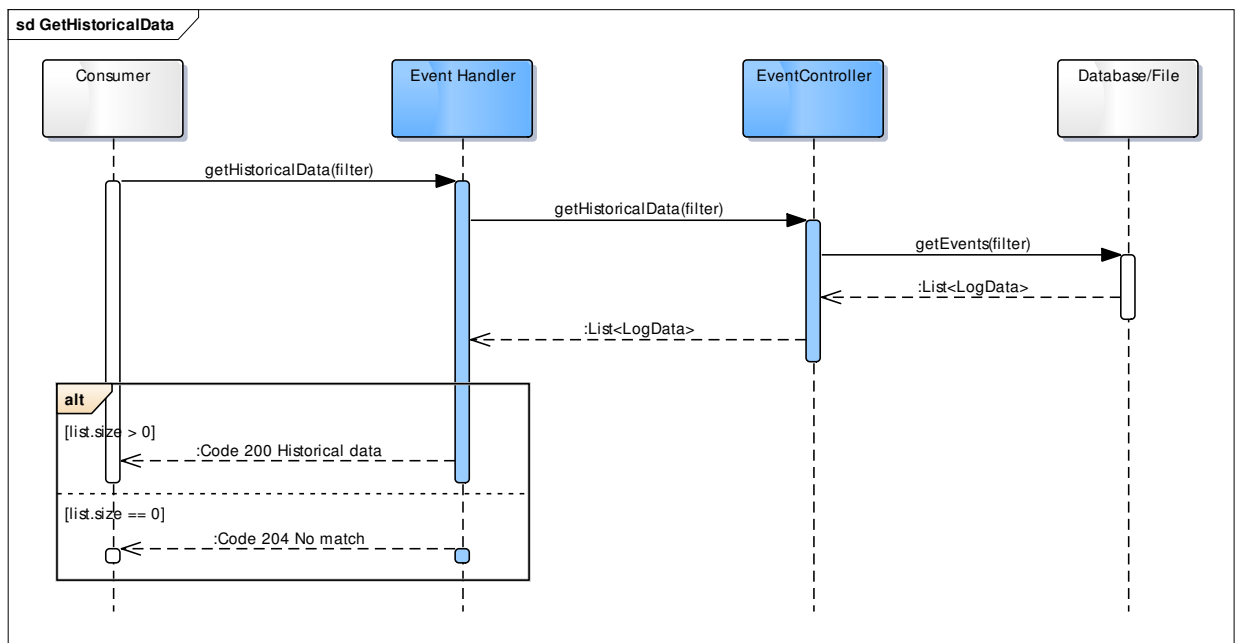 sd GetHistoricalData
Consumer
Event Handler
EventController
Database/File
getHistoricalData(filter)
getHistoricalData(filter)
getEvents(filter)
:List<LogData>
:List<LogData>
alt
[list.size > 0]
:Code 200 Historical data
[list.size == 0]
:Code 204 No match